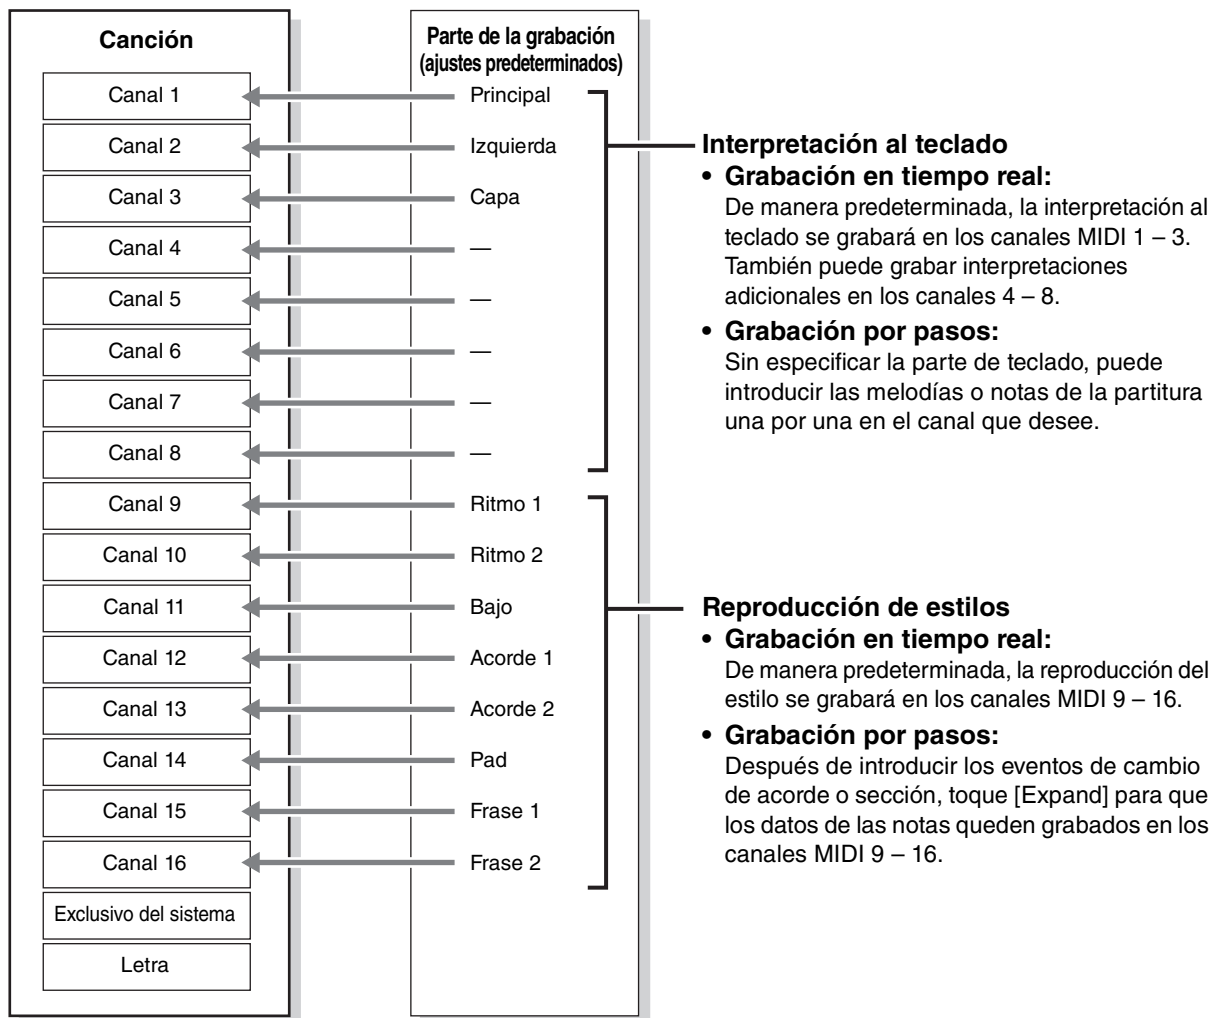 Canción
Parte de la grabación
(ajustes predeterminados)
Canal 1
Principal
Canal 2
Izquierda
Canal 3
Capa
Canal 4
—
Canal 5
—
Canal 6
—
Canal 7
—
Canal 8
—
Canal 9
Ritmo 1
Canal 10
Ritmo 2
Canal 11
Bajo
Canal 12
Acorde 1
Canal 13
Acorde 2
Canal 14
Pad
Canal 15
Frase 1
Canal 16
Frase 2
Exclusivo del sistema
Letra
Interpretación al teclado
• Grabación en tiempo real:
De manera predeterminada, la interpretación al
teclado se grabará en los canales MIDI 1 – 3.
También puede grabar interpretaciones
adicionales en los canales 4 – 8.
• Grabación por pasos:
Sin especificar la parte de teclado, puede
introducir las melodías o notas de la partitura
una por una en el canal que desee.
Reproducción de estilos
• Grabación en tiempo real:
De manera predeterminada, la reproducción del
estilo se grabará en los canales MIDI 9 – 16.
• Grabación por pasos:
Después de introducir los eventos de cambio
de acorde o sección, toque [Expand] para que
los datos de las notas queden grabados en los
canales MIDI 9 – 16.